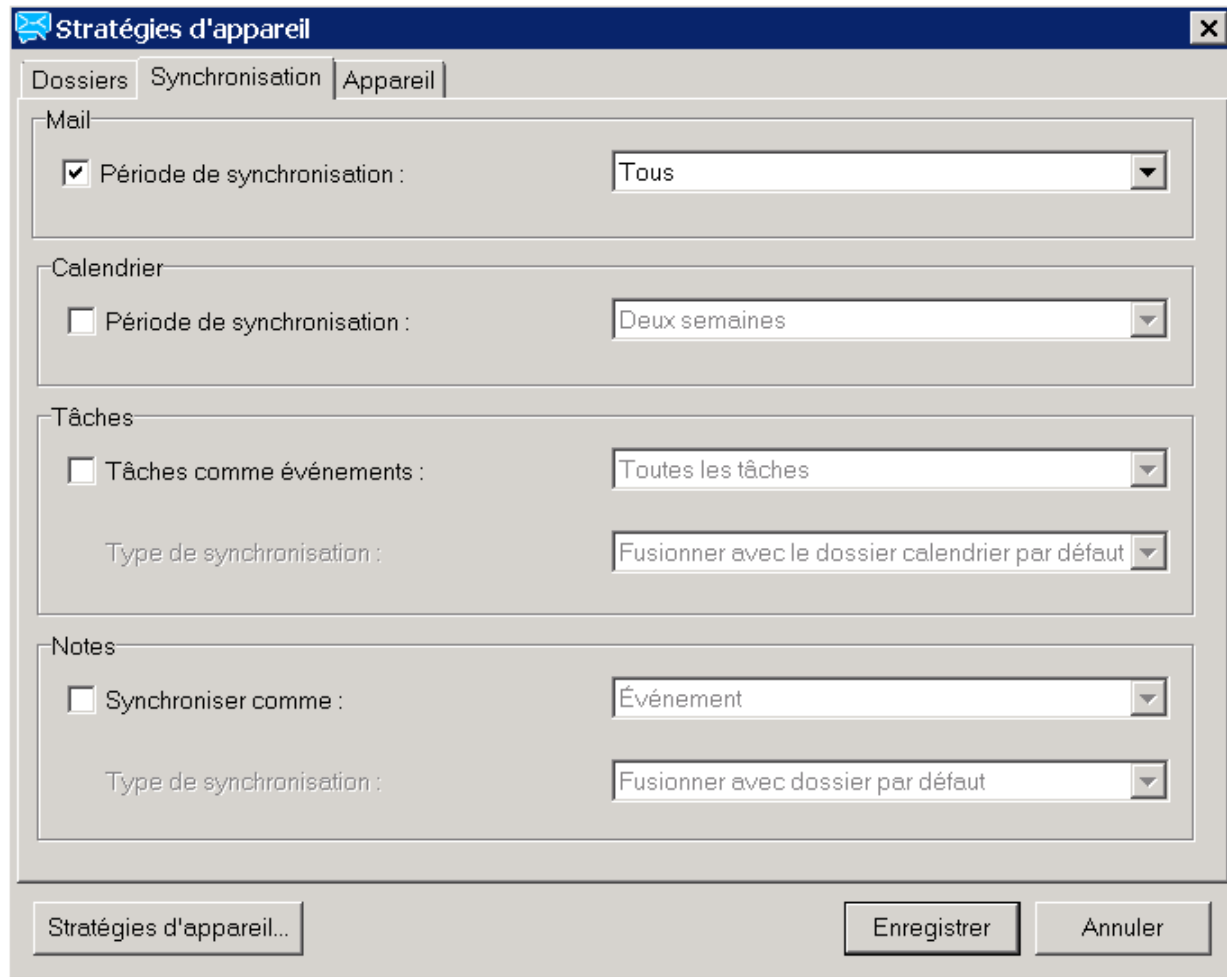 Stratégies d'appareil
Dossiers Synchronisation Appareil
Mail
Période de synchronisation : Tous
Calendrier
Période de synchronisation : Deux semaines
Tâches
Tâches comme événements : Toutes les tâches
Type de synchronisation : Fusionner avec le dossier calendrier par défaut
Notes
Synchroniser comme : Événement
Type de synchronisation : Fusionner avec dossier par défaut
Stratégies d'appareil... Enregistrer Annuler